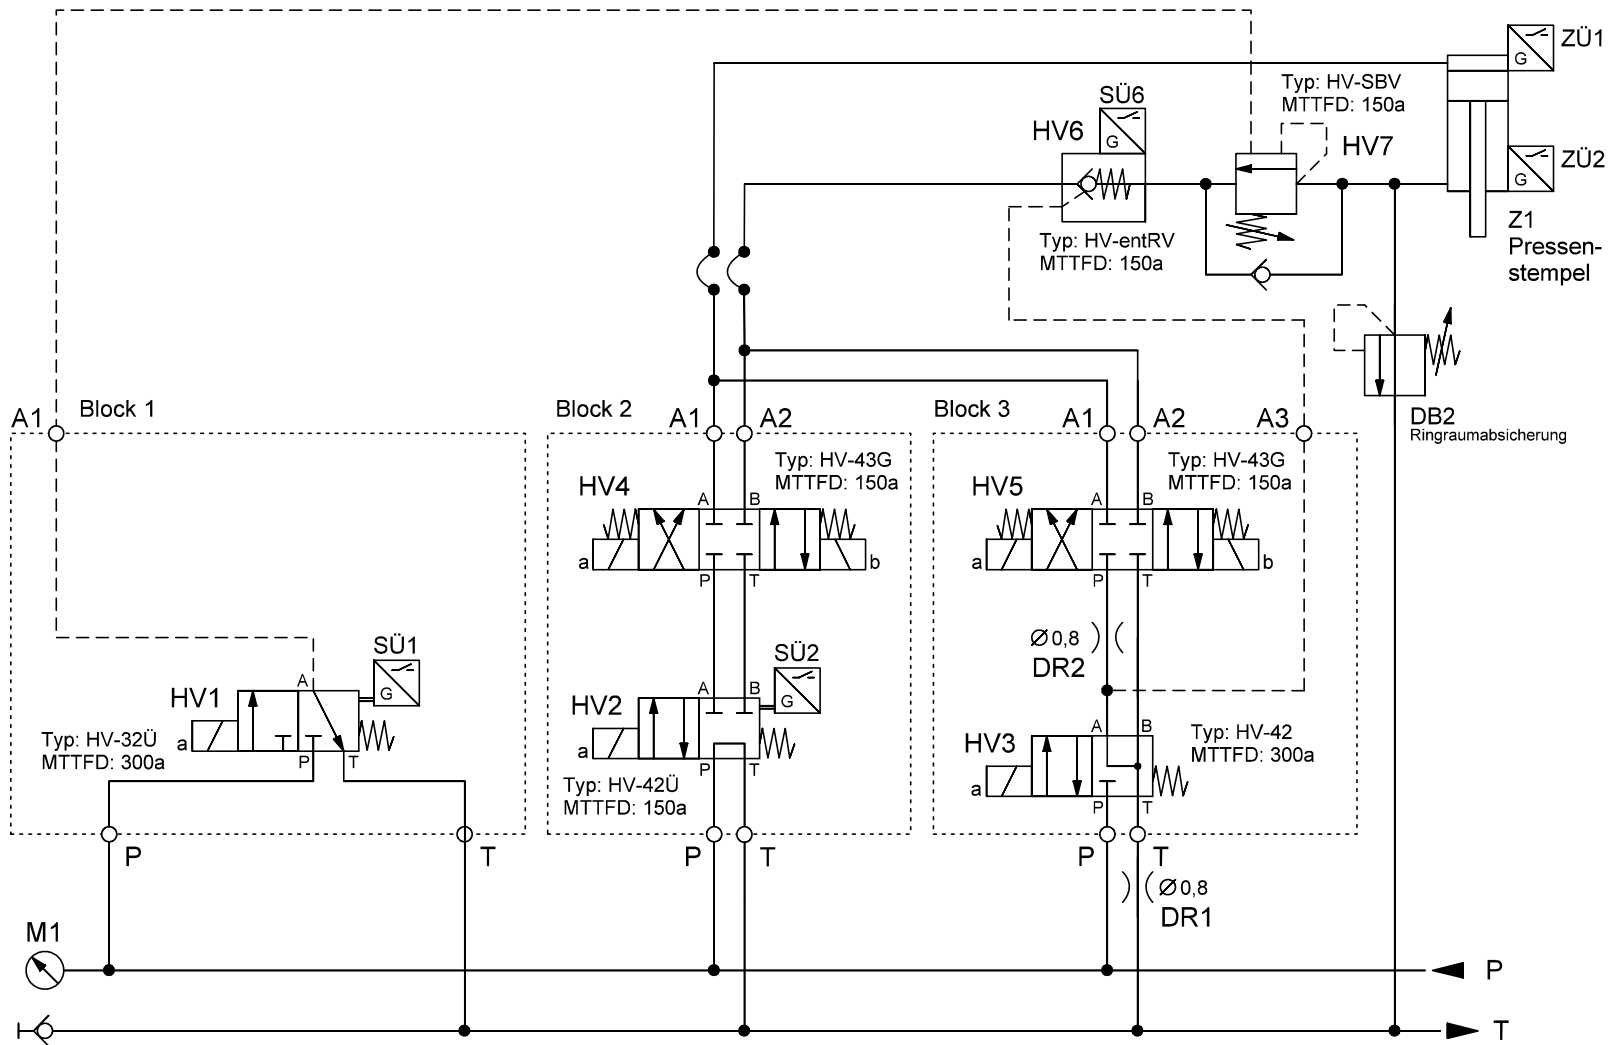 ZÜ1
G
Typ: HV-SBV
MTTFD: 150a
SÜ6
G
HV6
HV7
ZÜ2
G
Typ: HV-entRV
MTTFD: 150a
Z1
Pressen-
stempel
DB2
Ringraumabsicherung
A1
Block 1
Block 2
A1
A2
Block 3
A1
A2
A3
Typ: HV-43G
MTTFD: 150a
HV4
A
B
a
b
P
T
Typ: HV-43G
MTTFD: 150a
HV5
A
B
a
b
P
T
Ø 0,8
DR2
SÜ1
G
HV1
A
a
P
T
Typ: HV-32Ü
MTTFD: 300a
SÜ2
G
HV2
A
B
a
P
T
Typ: HV-42Ü
MTTFD: 150a
HV3
A
B
a
P
T
Typ: HV-42
MTTFD: 300a
P
T
P
T
P
T
Ø 0,8
DR1
M1
P
T